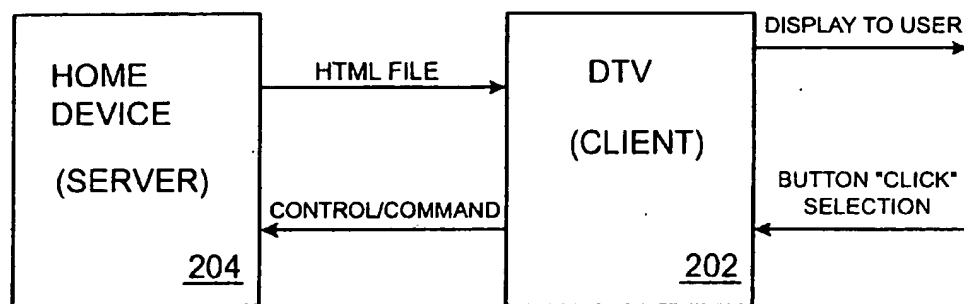 HOME
DEVICE
(SERVER)
204
HTML FILE
CONTROL/COMMAND
DTV
(CLIENT)
202
DISPLAY TO USER
BUTTON "CLICK"
SELECTION